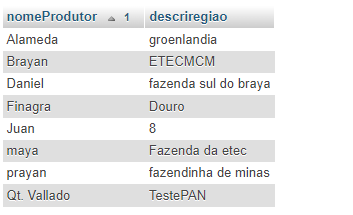 nomeProdutor 1 descriregiao
Alameda groenlandia
Brayan ETECMCM
Daniel fazenda sul do braya
Finagra Douro
Juan 8
maya Fazenda da etec
prayan fazendinha de minas
Qt. Vallado TestePAN